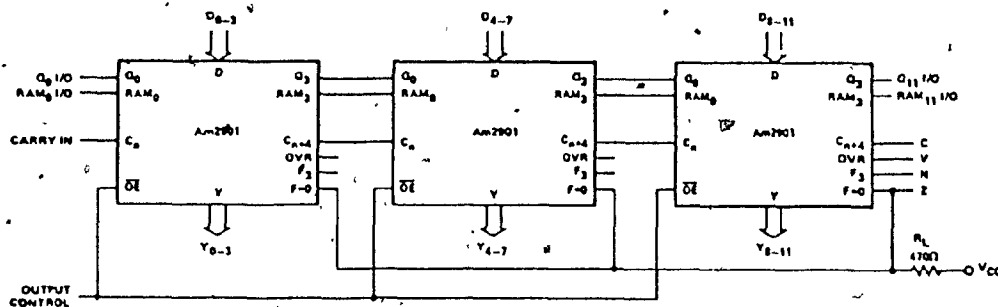 D0-3
D4-7
D8-11
Q0 I/O
RAM0 I/O
CARRY IN
Q0
RAM0
Cn
OE
D
Am2901
Y
Q3
RAM3
Cn+4
OVR
F3
F=0
Q0
RAM0
Cn
OE
D
Am2901
Y
Q3
RAM3
Cn+4
OVR
F3
F=0
Q0
RAM0
Cn
OE
D
Am2901
Y
Q3
RAM3
Cn+4
OVR
F3
F=0
Q11 I/O
RAM11 I/O
C
V
N
Z
Y0-3
Y4-7
Y8-11
RL
470Ω
VCC
OUTPUT
CONTROL